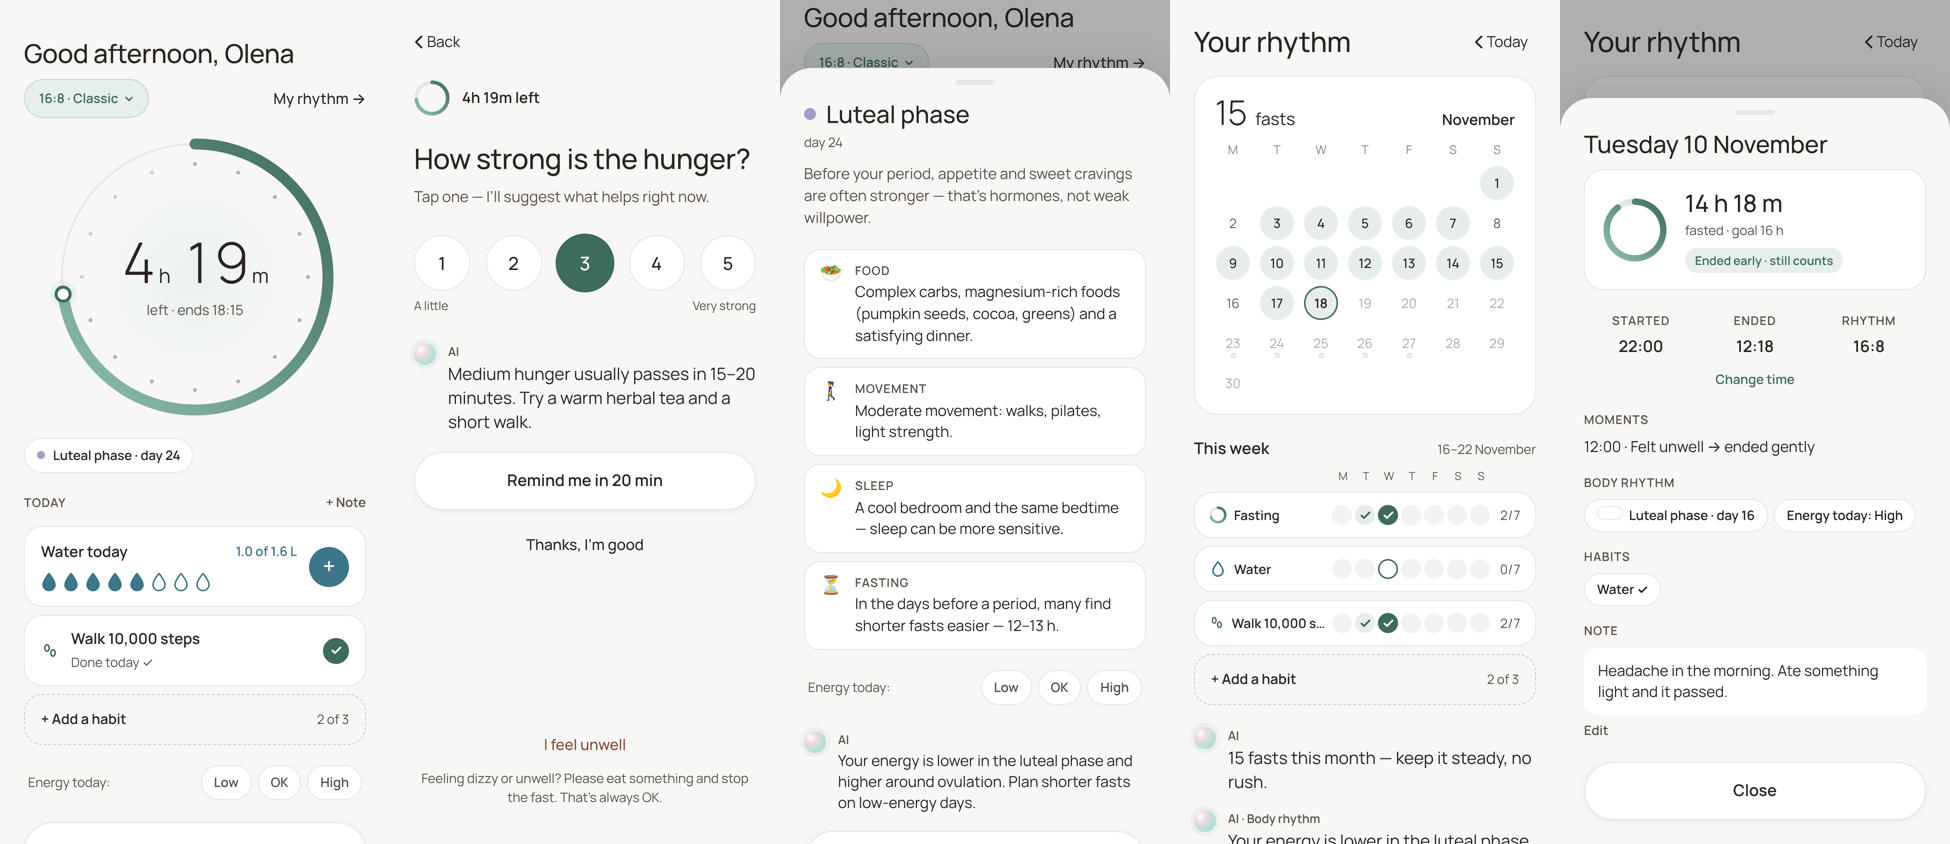 Good afternoon, Olena
16:8 · Classic
My rhythm →
4 h 19 m
left · ends 18:15
Luteal phase · day 24
TODAY
+ Note
Water today
1.0 of 1.6 L
+
Walk 10,000 steps
Done today ✓
+ Add a habit
2 of 3
Energy today:
Low
OK
High
Back
4h 19m left
How strong is the hunger?
Tap one — I'll suggest what helps right now.
1
2
3
4
5
A little
Very strong
AI
Medium hunger usually passes in 15–20
minutes. Try a warm herbal tea and a
short walk.
Remind me in 20 min
Thanks, I'm good
I feel unwell
Feeling dizzy or unwell? Please eat something and stop
the fast. That's always OK.
Good afternoon, Olena
16:8 · Classic
My rhythm →
Luteal phase
day 24
Before your period, appetite and sweet cravings
are often stronger — that's hormones, not weak
willpower.
FOOD
Complex carbs, magnesium-rich foods
(pumpkin seeds, cocoa, greens) and a
satisfying dinner.
MOVEMENT
Moderate movement: walks, pilates,
light strength.
SLEEP
A cool bedroom and the same bedtime
— sleep can be more sensitive.
FASTING
In the days before a period, many find
shorter fasts easier — 12–13 h.
Energy today:
Low
OK
High
AI
Your energy is lower in the luteal phase and
higher around ovulation. Plan shorter fasts
on low-energy days.
Your rhythm
Today
15 fasts
November
M T W T F S S
1
2 3 4 5 6 7 8
9 10 11 12 13 14 15
16 17 18 19 20 21 22
23 24 25 26 27 28 29
30
This week
16–22 November
M T W T F S S
Fasting
2/7
Water
0/7
Walk 10,000 s...
2/7
+ Add a habit
2 of 3
AI
15 fasts this month — keep it steady, no
rush.
AI · Body rhythm
Your energy is lower in the luteal phase
Your rhythm
Today
Tuesday 10 November
14 h 18 m
fasted · goal 16 h
Ended early · still counts
STARTED
ENDED
RHYTHM
22:00
12:18
16:8
Change time
MOMENTS
12:00 · Felt unwell → ended gently
BODY RHYTHM
Luteal phase · day 16
Energy today: High
HABITS
Water ✓
NOTE
Headache in the morning. Ate something
light and it passed.
Edit
Close